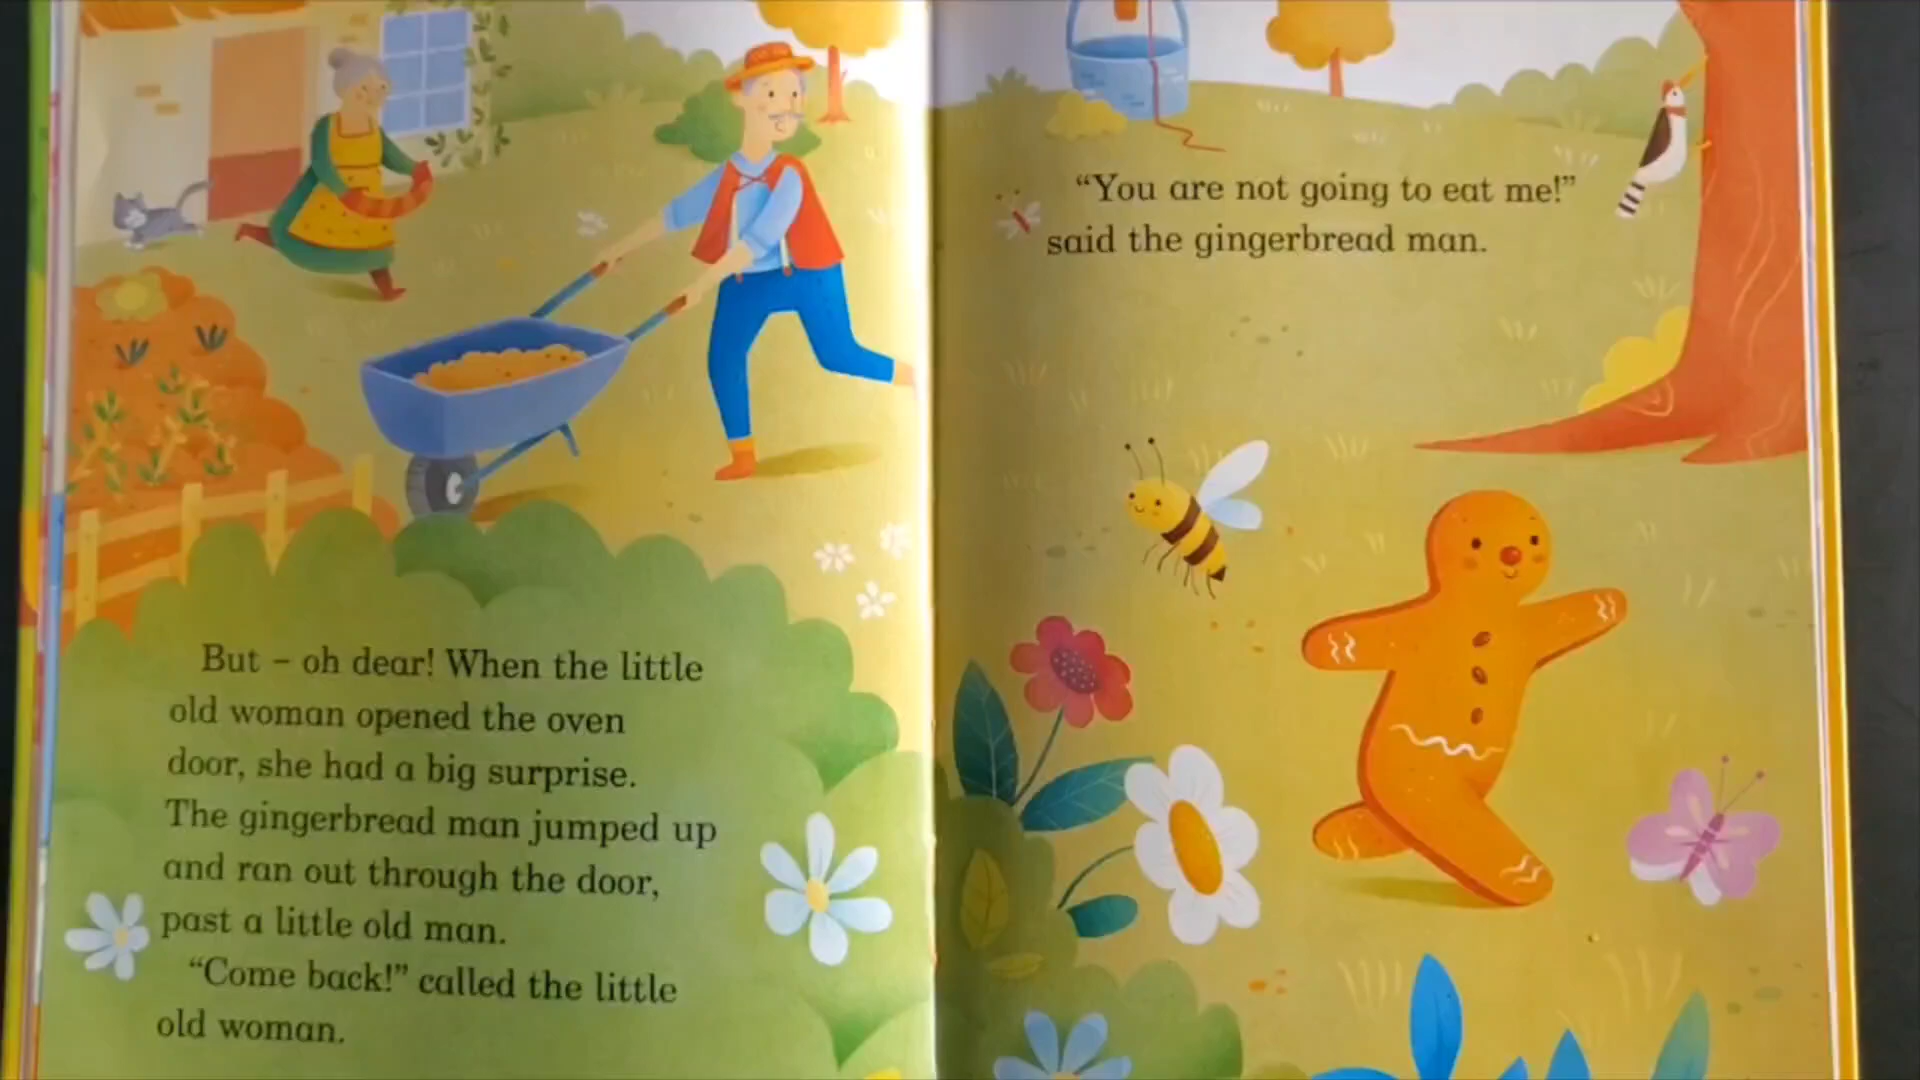 But – oh dear! When the little
old woman opened the oven
door, she had a big surprise.
The gingerbread man jumped up
and ran out through the door,
past a little old man.
“Come back!” called the little
old woman.
“You are not going to eat me!”
said the gingerbread man.